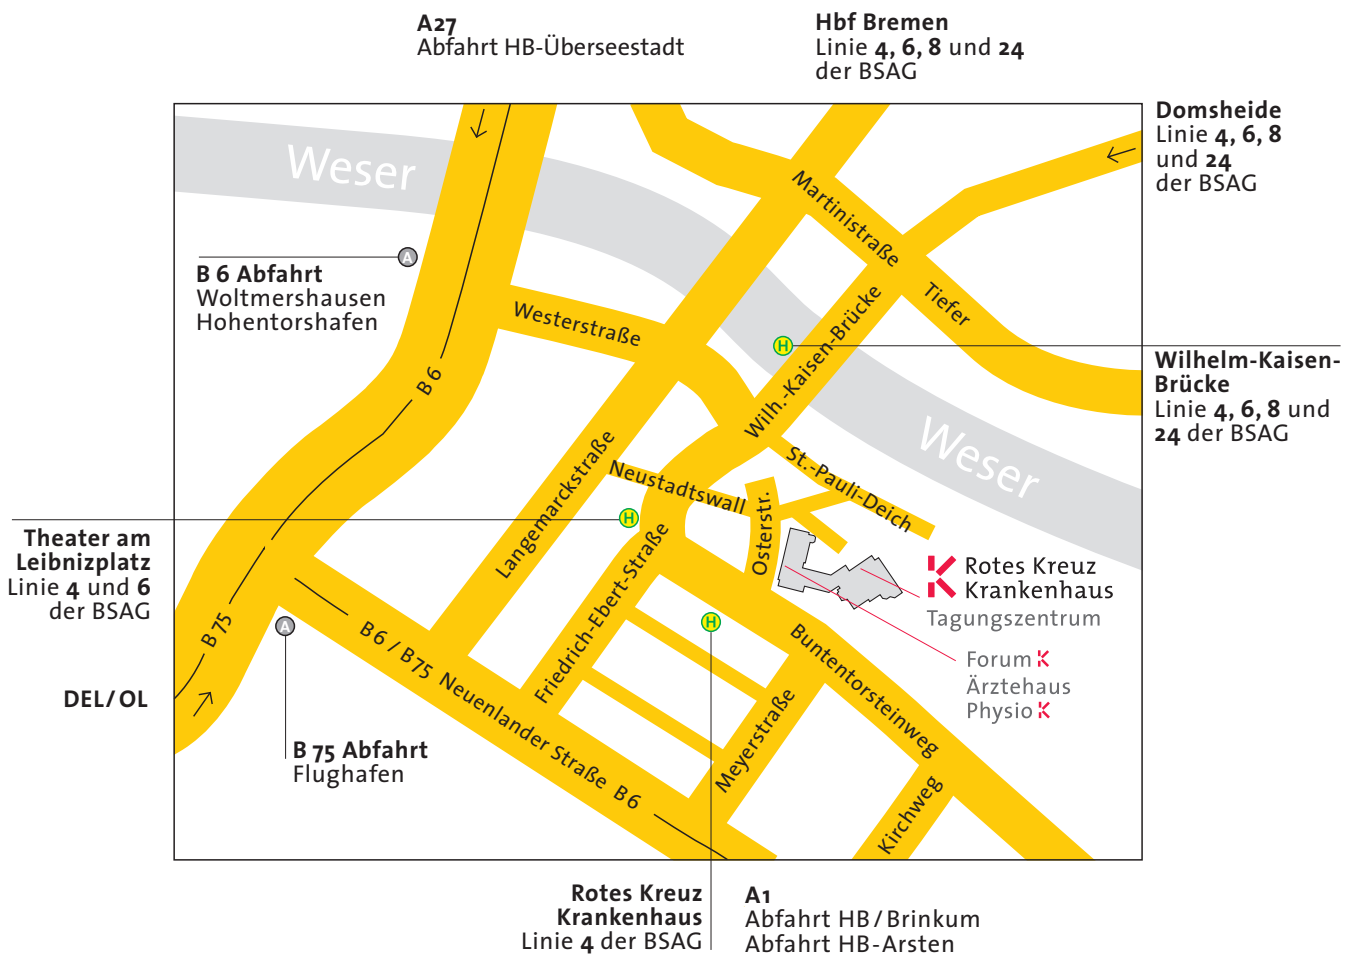 A27
Abfahrt HB-Überseestadt
Hbf Bremen
Linie 4, 6, 8 und 24
der BSAG
Domsheide
Linie 4, 6, 8
und 24
der BSAG
Weser
Martinistraße
A
B 6 Abfahrt
Woltmershausen
Hohentorshafen
Tiefer
Westerstraße
Wilh.-Kaisen-Brücke
H
Wilhelm-Kaisen-
Brücke
Linie 4, 6, 8 und
24 der BSAG
B 6
Weser
St.-Pauli-Deich
Langemarckstraße
Neustadtswall
Osterstr.
H
Theater am
Leibnizplatz
Linie 4 und 6
der BSAG
Friedrich-Ebert-Straße
Rotes Kreuz
Krankenhaus
Tagungszentrum
Forum K
Ärztehaus
Physio K
B 75
A
H
B 6 / B 75 Neuenlander Straße B 6
Buntentorsteinweg
DEL/ OL
Meyerstraße
B 75 Abfahrt
Flughafen
Kirchweg
Rotes Kreuz
Krankenhaus
Linie 4 der BSAG
A1
Abfahrt HB / Brinkum
Abfahrt HB-Arsten